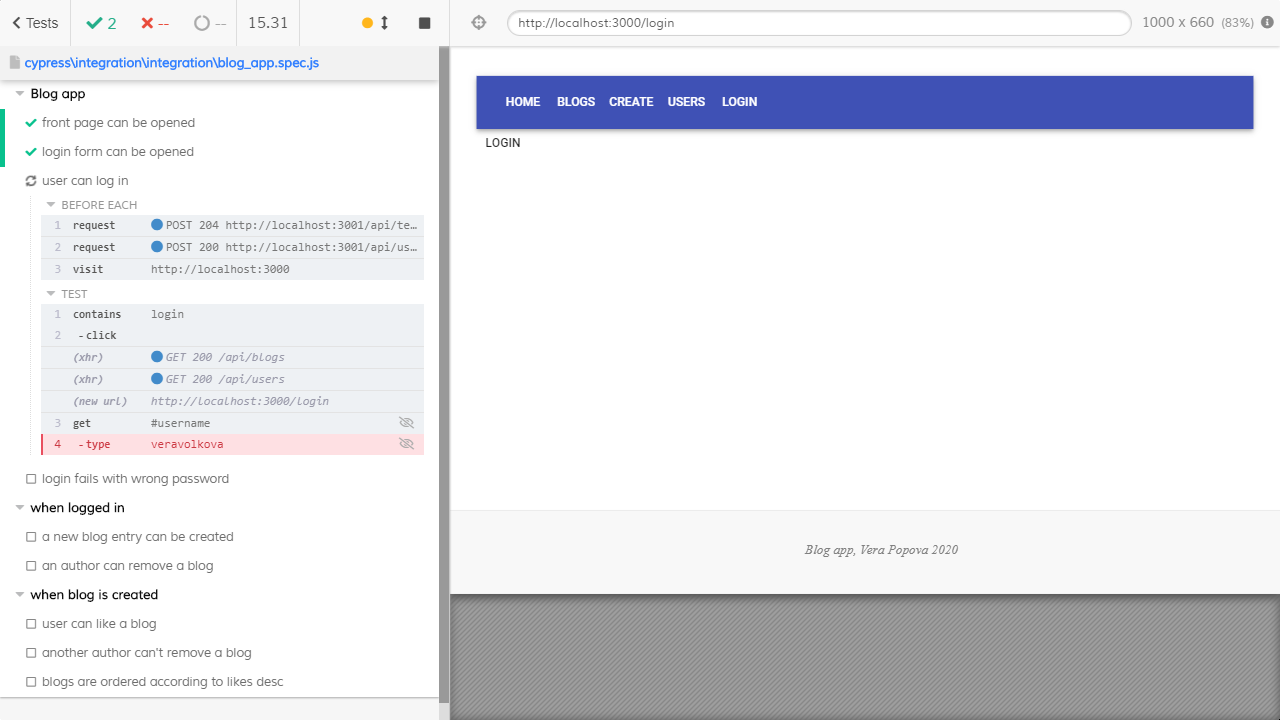 Tests 2 -- -- 15.31
cypress\integration\integration\blog_app.spec.js
Blog app
front page can be opened
login form can be opened
user can log in
BEFORE EACH
1 request POST 204 http://localhost:3001/api/te…
2 request POST 200 http://localhost:3001/api/us…
3 visit http://localhost:3000
TEST
1 contains login
2 -click
(xhr) GET 200 /api/blogs
(xhr) GET 200 /api/users
(new url) http://localhost:3000/login
3 get #username
4 -type veravolkova
login fails with wrong password
when logged in
a new blog entry can be created
an author can remove a blog
when blog is created
user can like a blog
another author can't remove a blog
blogs are ordered according to likes desc
http://localhost:3000/login 1000 x 660 (83%)
HOME BLOGS CREATE USERS LOGIN
LOGIN
Blog app, Vera Popova 2020